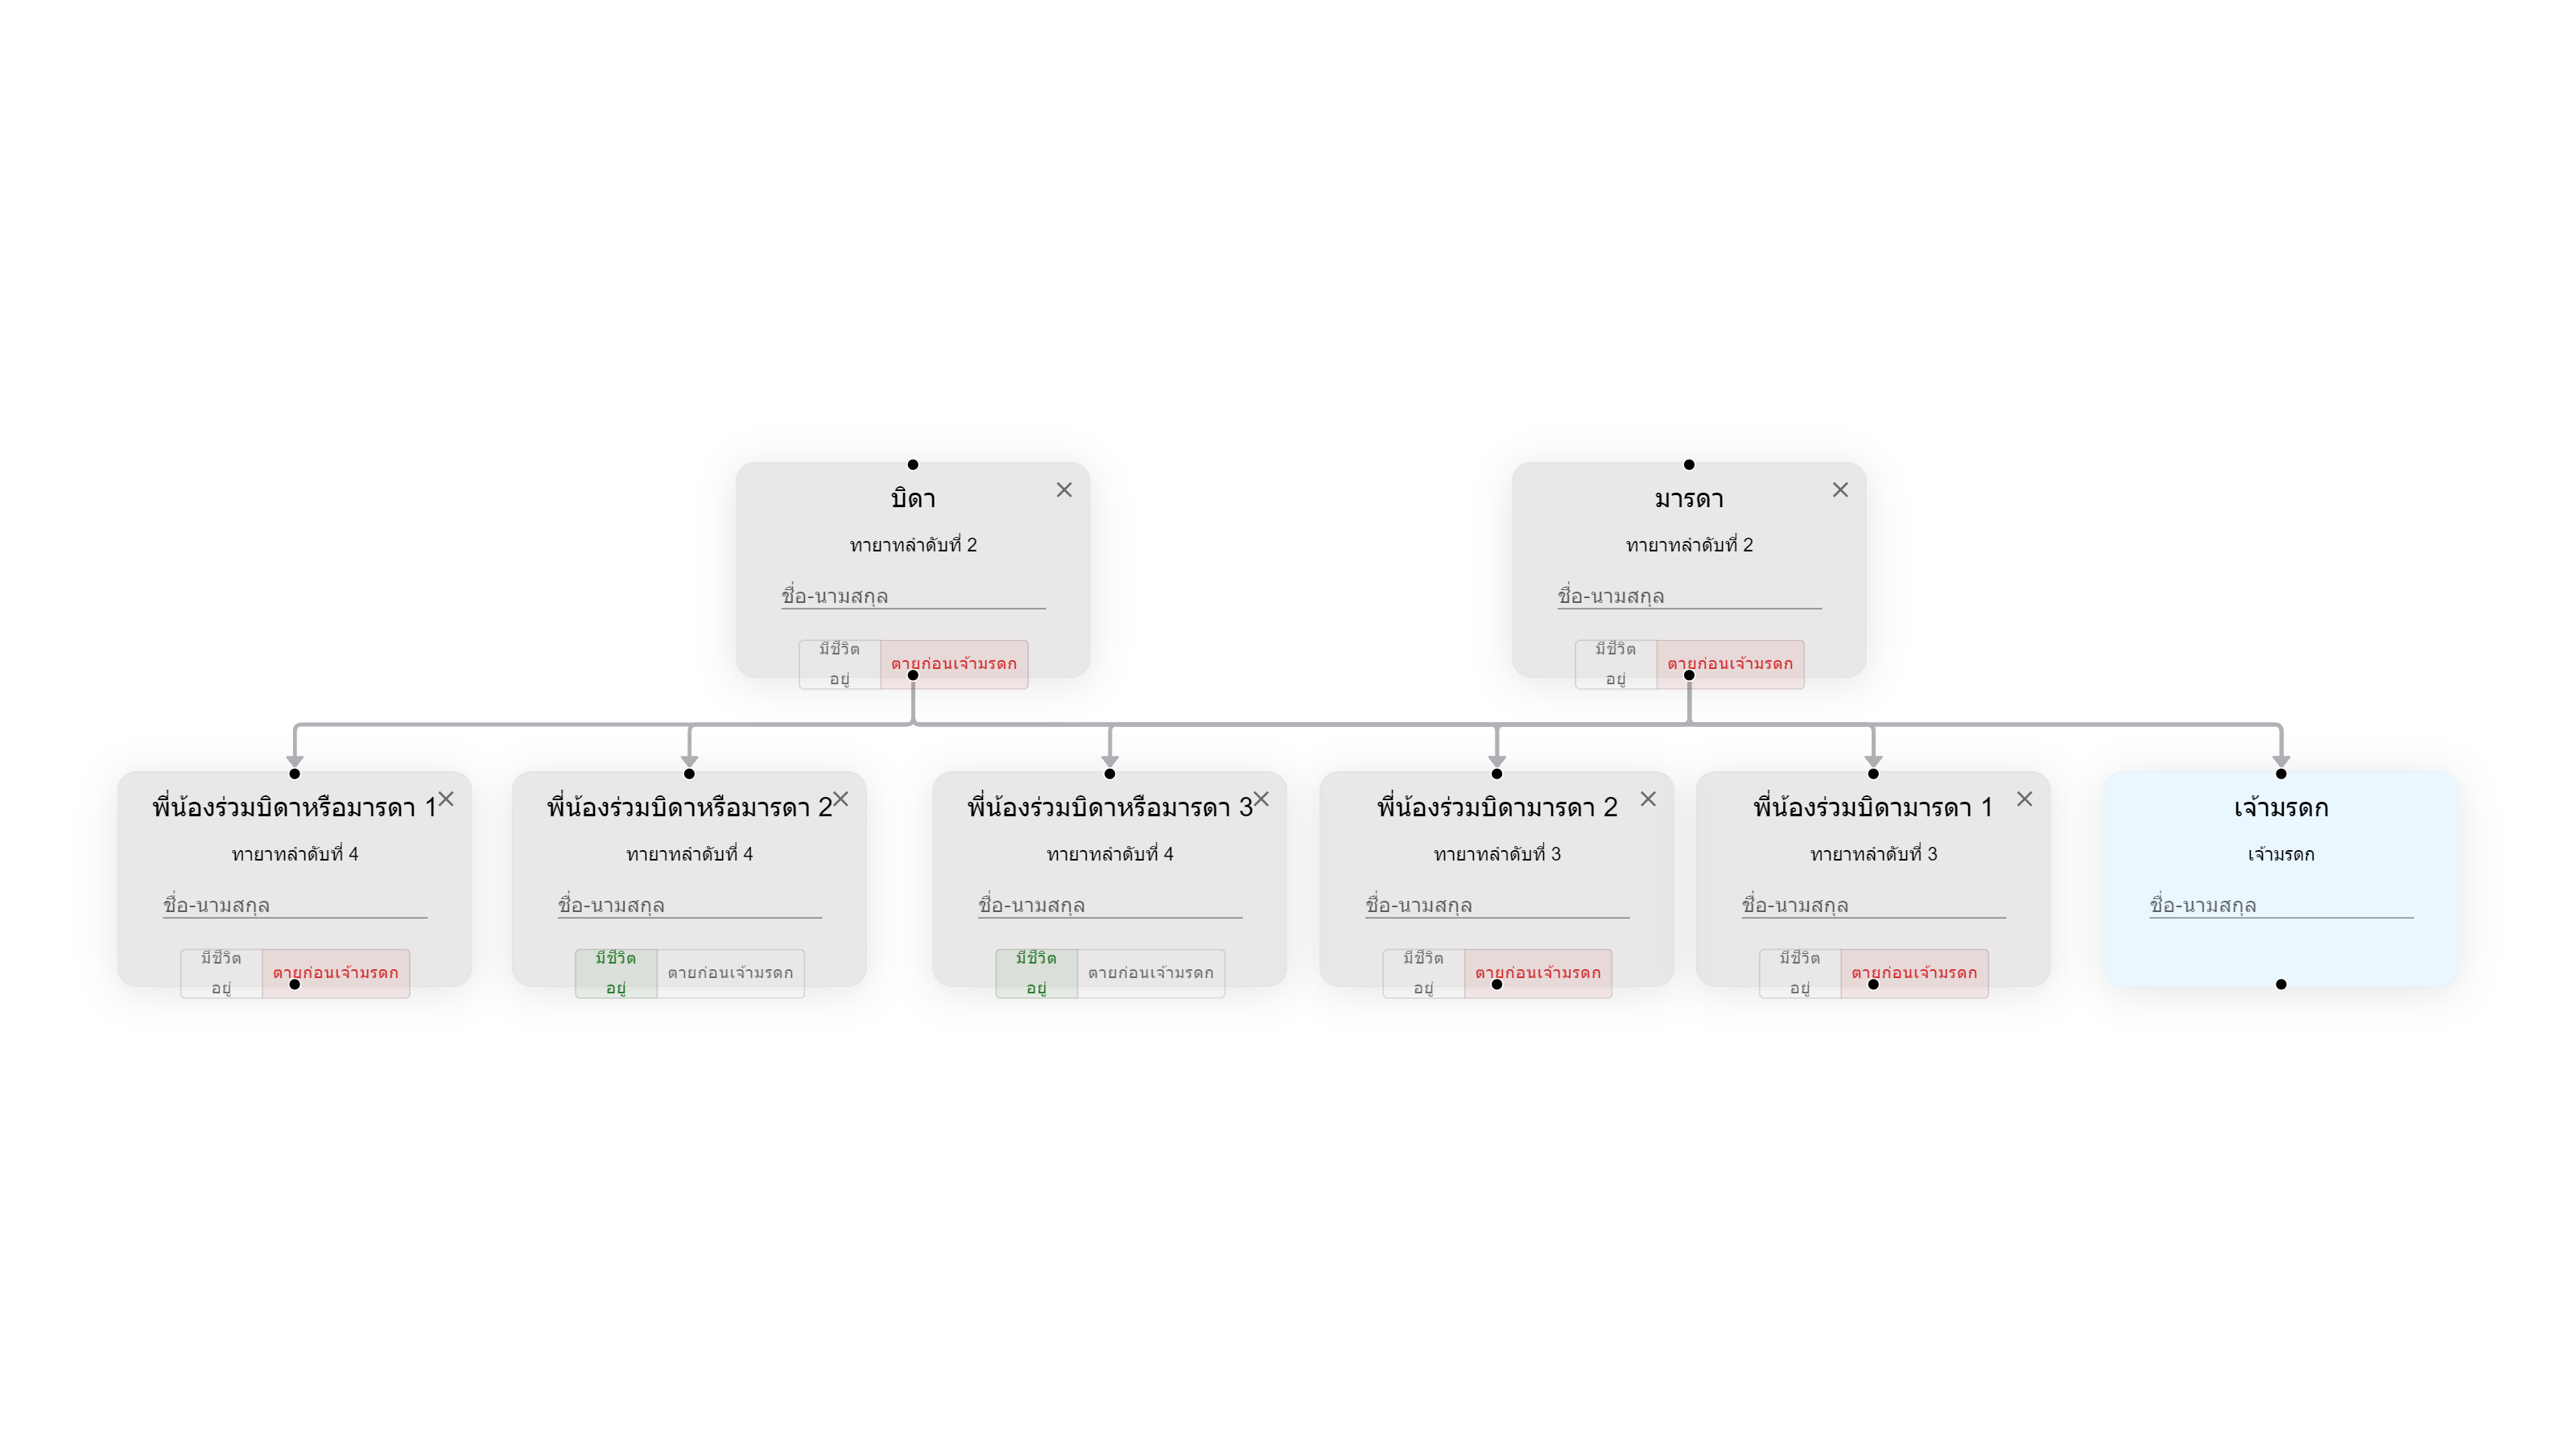 บิดา
ทายาทลำดับที่ 2
ชื่อ-นามสกุล
มีชีวิต
อยู่
ตายก่อนเจ้ามรดก
มารดา
ทายาทลำดับที่ 2
ชื่อ-นามสกุล
มีชีวิต
อยู่
ตายก่อนเจ้ามรดก
พี่น้องร่วมบิดาหรือมารดา 1
ทายาทลำดับที่ 4
ชื่อ-นามสกุล
มีชีวิต
อยู่
ตายก่อนเจ้ามรดก
พี่น้องร่วมบิดาหรือมารดา 2
ทายาทลำดับที่ 4
ชื่อ-นามสกุล
มีชีวิต
อยู่
ตายก่อนเจ้ามรดก
พี่น้องร่วมบิดาหรือมารดา 3
ทายาทลำดับที่ 4
ชื่อ-นามสกุล
มีชีวิต
อยู่
ตายก่อนเจ้ามรดก
พี่น้องร่วมบิดามารดา 2
ทายาทลำดับที่ 3
ชื่อ-นามสกุล
มีชีวิต
อยู่
ตายก่อนเจ้ามรดก
พี่น้องร่วมบิดามารดา 1
ทายาทลำดับที่ 3
ชื่อ-นามสกุล
มีชีวิต
อยู่
ตายก่อนเจ้ามรดก
เจ้ามรดก
เจ้ามรดก
ชื่อ-นามสกุล